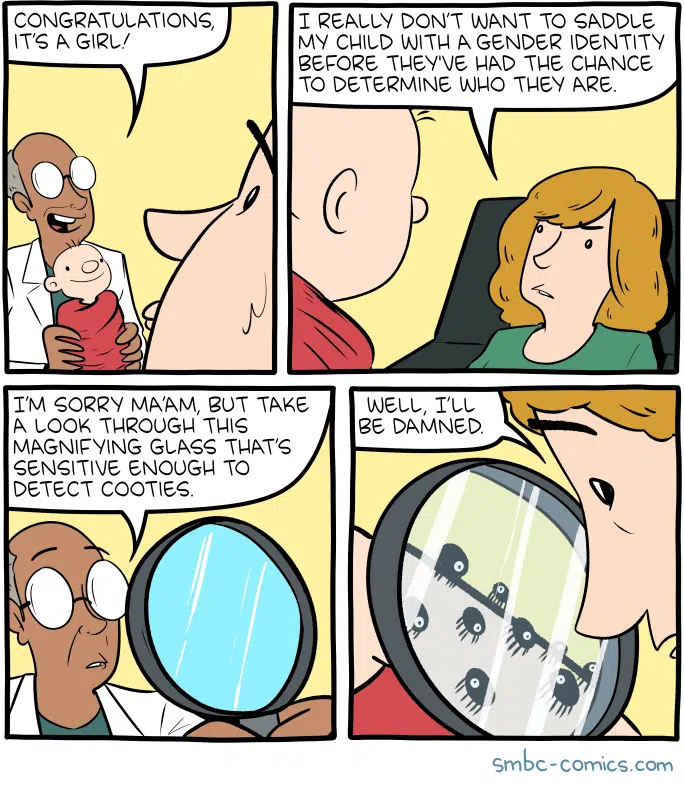 CONGRATULATIONS,
IT'S A GIRL!
I REALLY DON'T WANT TO SADDLE
MY CHILD WITH A GENDER IDENTITY
BEFORE THEY'VE HAD THE CHANCE
TO DETERMINE WHO THEY ARE.
I'M SORRY MA'AM, BUT TAKE
A LOOK THROUGH THIS
MAGNIFYING GLASS THAT'S
SENSITIVE ENOUGH TO
DETECT COOTIES.
WELL, I'LL
BE DAMNED.
smbc-comics.com